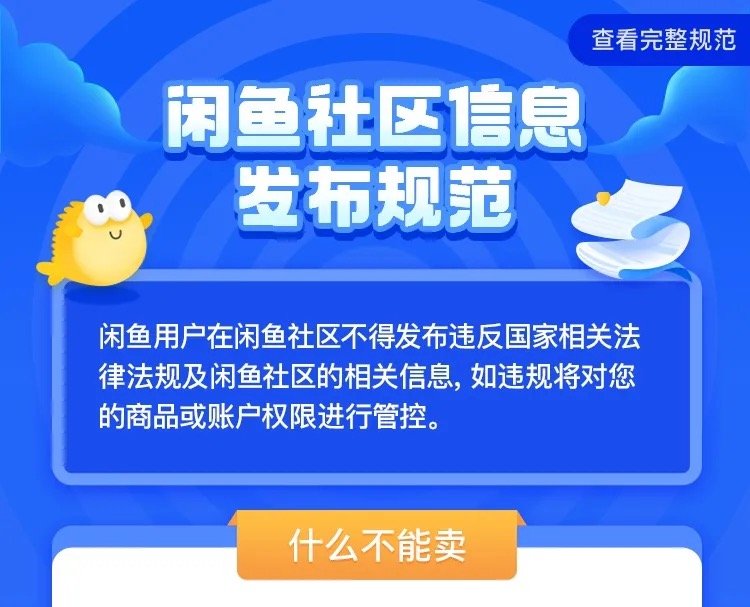 查看完整规范
闲鱼社区信息
发布规范
闲鱼用户在闲鱼社区不得发布违反国家相关法
律法规及闲鱼社区的相关信息, 如违规将对您
的商品或账户权限进行管控。
什么不能卖